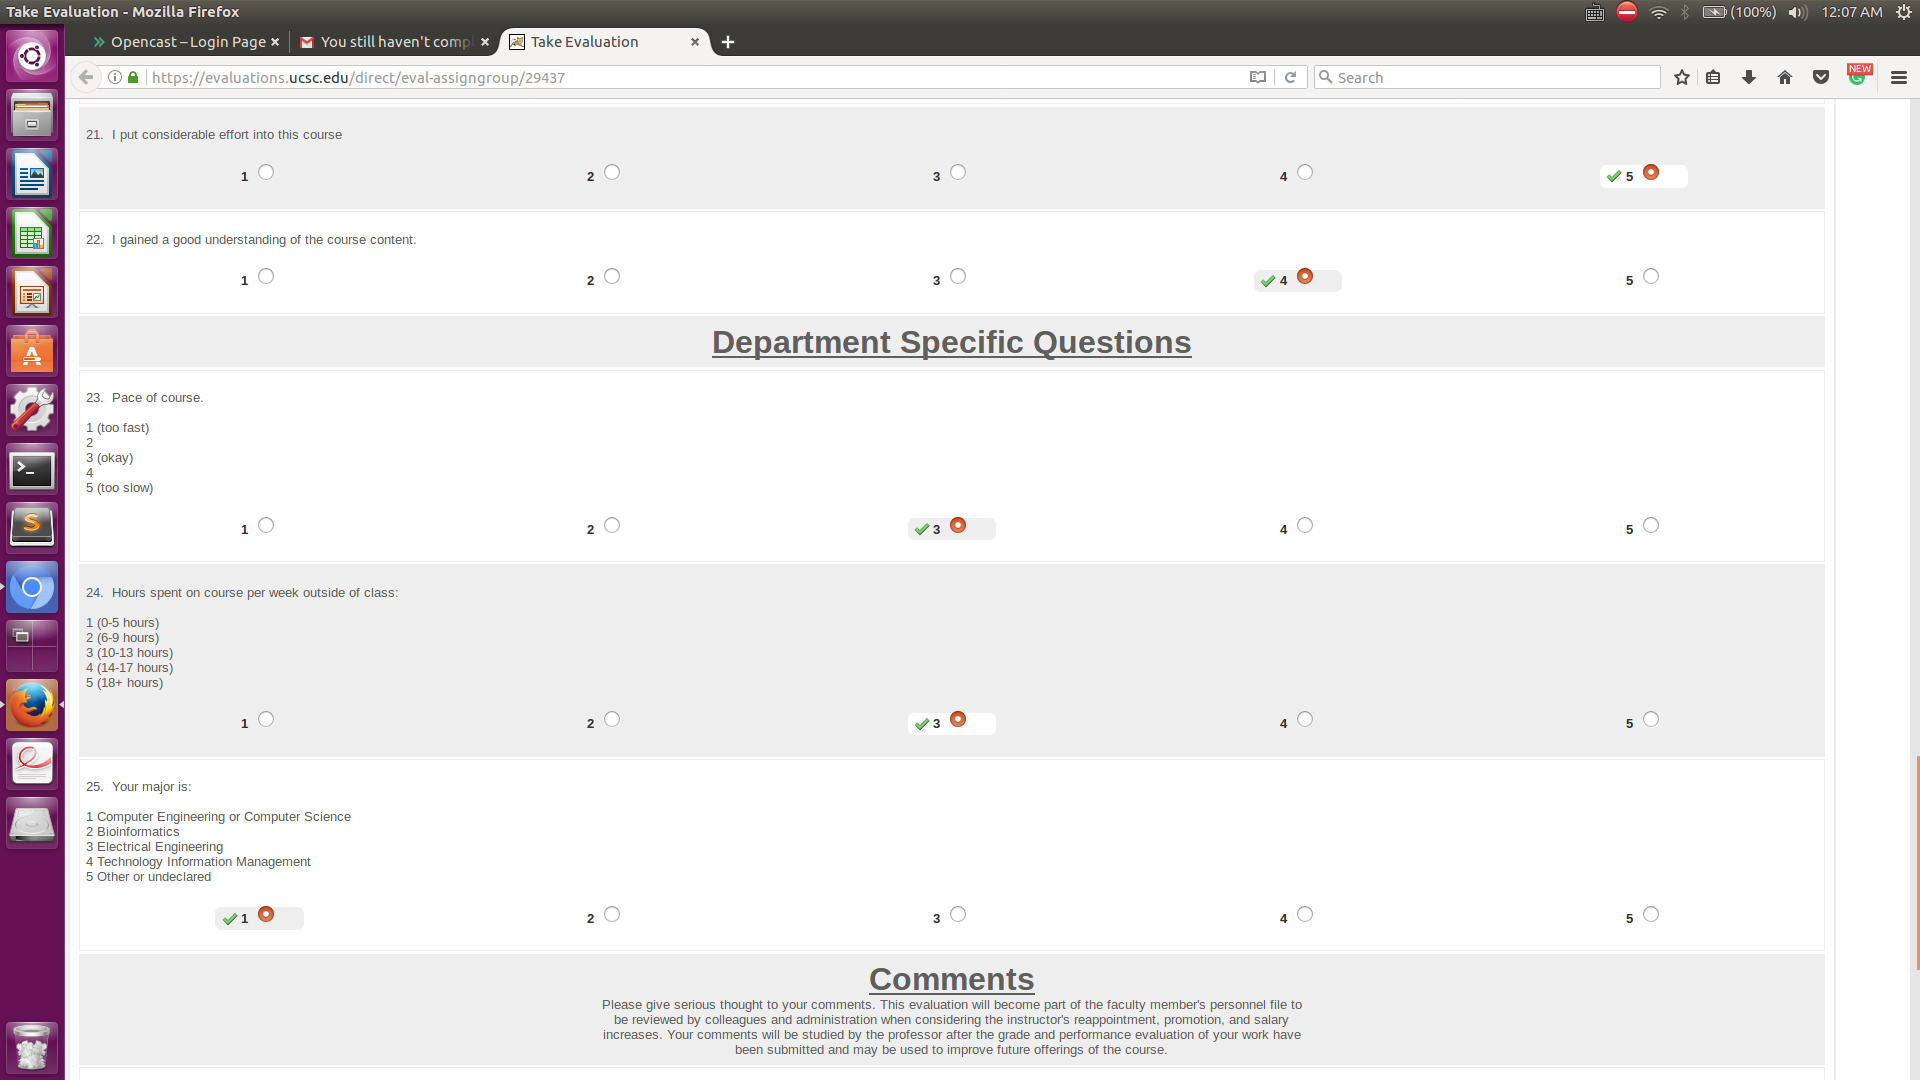 Take Evaluation - Mozilla Firefox
(100%)
12:07 AM
Opencast – Login Page
You still haven't comp
Take Evaluation
https://evaluations.ucsc.edu/direct/eval-assigngroup/29437
Search
NEW
21. I put considerable effort into this course
1 2 3 4 5
22. I gained a good understanding of the course content.
1 2 3 4 5
Department Specific Questions
23. Pace of course.
1 (too fast)
2
3 (okay)
4
5 (too slow)
1 2 3 4 5
24. Hours spent on course per week outside of class:
1 (0-5 hours)
2 (6-9 hours)
3 (10-13 hours)
4 (14-17 hours)
5 (18+ hours)
1 2 3 4 5
25. Your major is:
1 Computer Engineering or Computer Science
2 Bioinformatics
3 Electrical Engineering
4 Technology Information Management
5 Other or undeclared
1 2 3 4 5
Comments
Please give serious thought to your comments. This evaluation will become part of the faculty member's personnel file to
be reviewed by colleagues and administration when considering the instructor's reappointment, promotion, and salary
increases. Your comments will be studied by the professor after the grade and performance evaluation of your work have
been submitted and may be used to improve future offerings of the course.